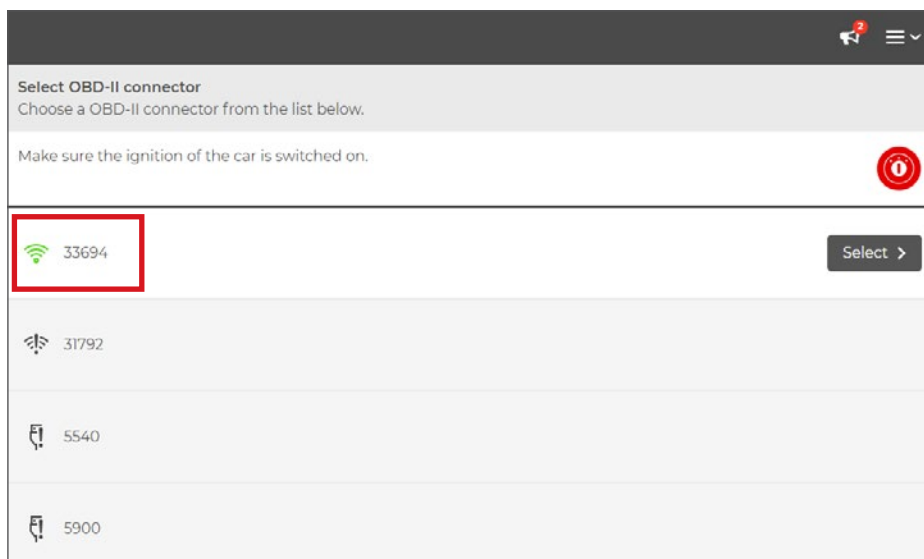 2
Select OBD-II connector
Choose a OBD-II connector from the list below.
Make sure the ignition of the car is switched on.
33694
Select
31792
5540
5900